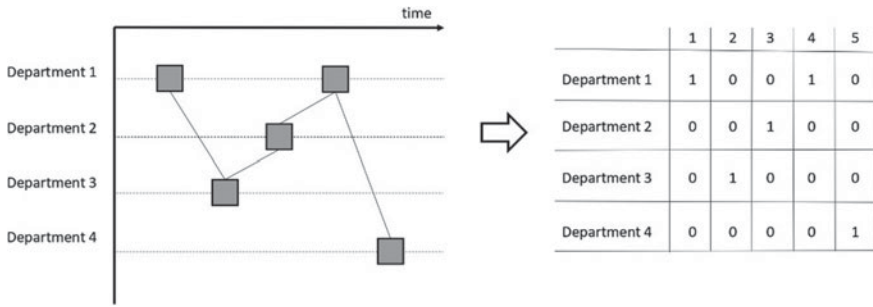 time
Department 1
Department 2
Department 3
Department 4
1 2 3 4 5
Department 1 1 0 0 1 0
Department 2 0 0 1 0 0
Department 3 0 1 0 0 0
Department 4 0 0 0 0 1